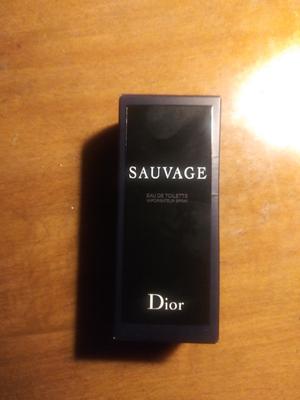 SAUVAGE
EAU DE TOILETTE
VAPORISATEUR SPRAY
Dior